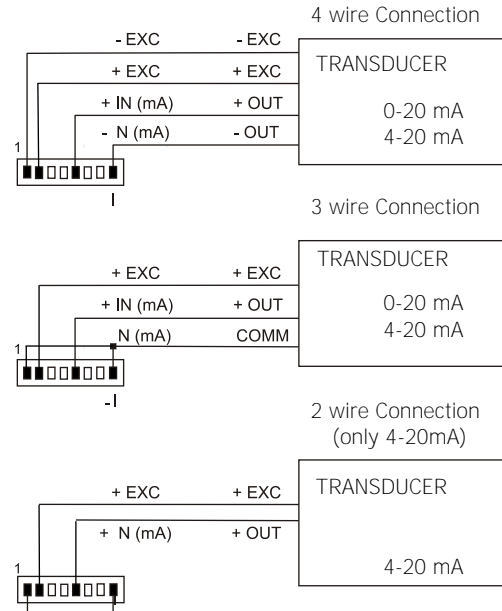 4 wire Connection
- EXC - EXC
TRANSDUCER
+ EXC + EXC
+ IN (mA) + OUT
0-20 mA
- N (mA) - OUT
4-20 mA
1
I
3 wire Connection
TRANSDUCER
+ EXC + EXC
+ IN (mA) + OUT
0-20 mA
4-20 mA
N (mA) COMM
1
-I
2 wire Connection
(only 4-20mA)
+ EXC + EXC
TRANSDUCER
+ N (mA) + OUT
4-20 mA
1